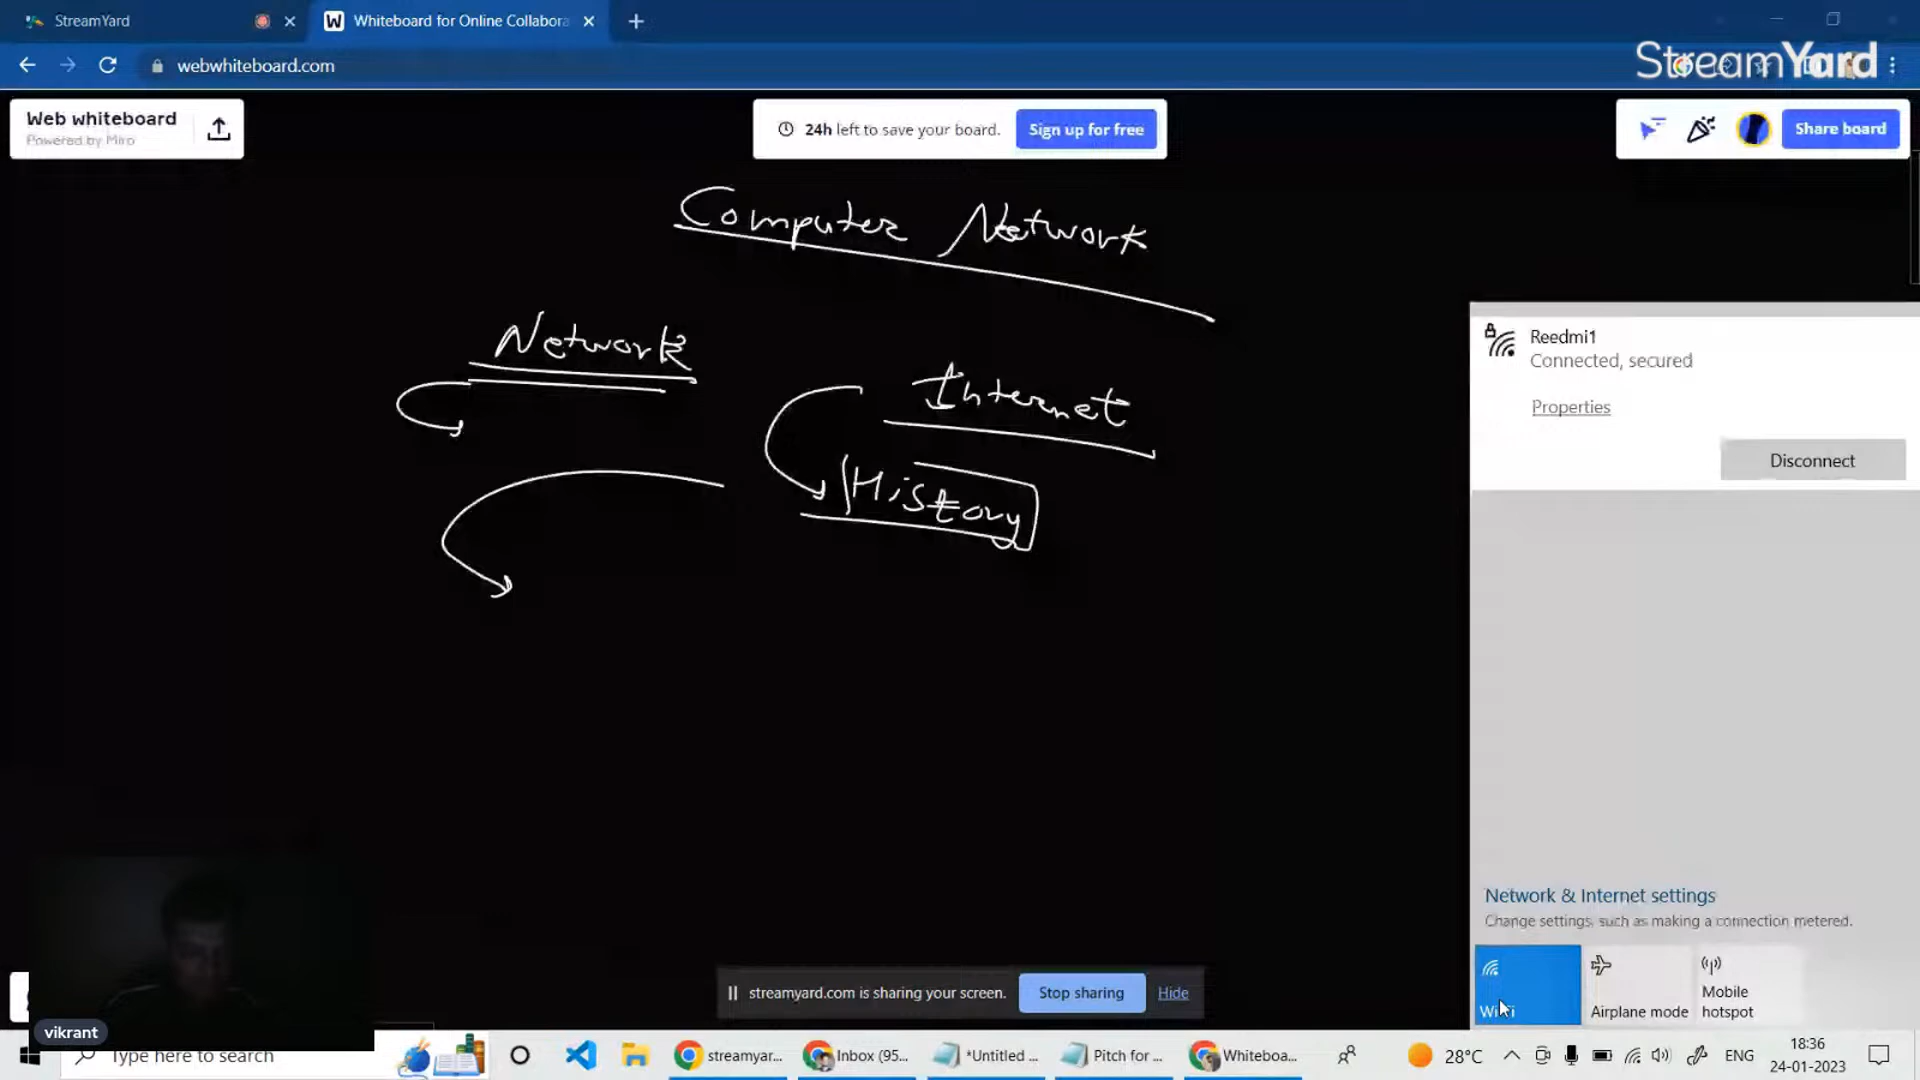 StreamYard
Whiteboard for Online Collabora
webwhiteboard.com
StreamYard
Web whiteboard
Powered by Miro
24h left to save your board.
Sign up for free
Share board
Computer Network
Network
Internet
History
Reedmi1
Connected, secured
Properties
Disconnect
Network & Internet settings
Change settings, such as making a connection metered.
Airplane mode
Mobile
hotspot
streamyard.com is sharing your screen.
Stop sharing
Hide
vikrant
Type here to search
streamyar...
Inbox (95...
*Untitled ...
Pitch for ...
Whiteboa...
28°C
ENG
18:36
24-01-2023